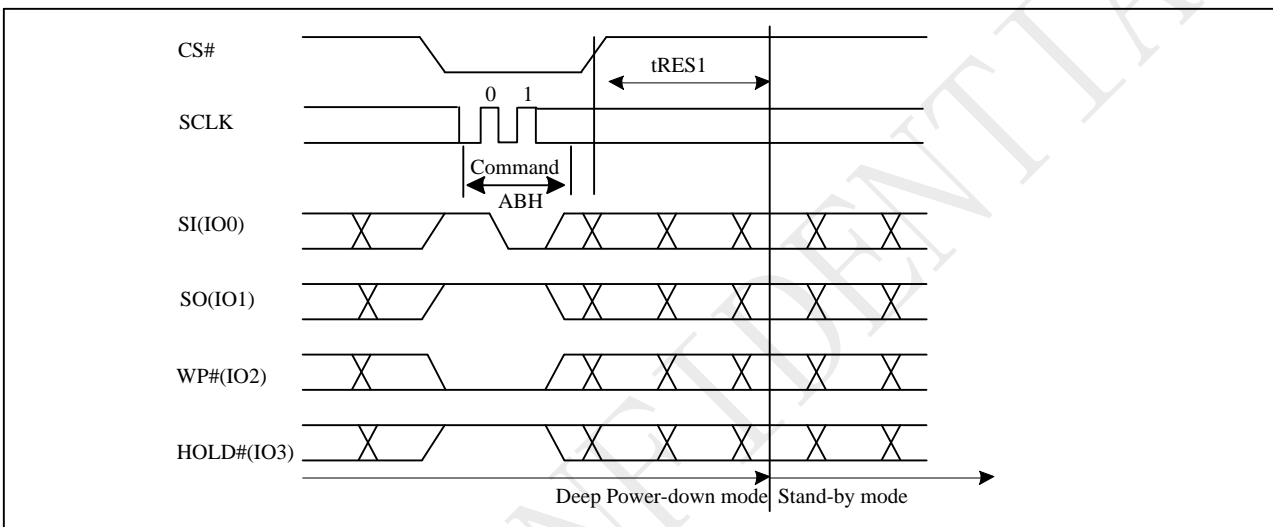 CS#
tRES1
0 1
SCLK
Command
ABH
SI(IO0)
SO(IO1)
WP#(IO2)
HOLD#(IO3)
Deep Power-down mode Stand-by mode
NFIDENTIA